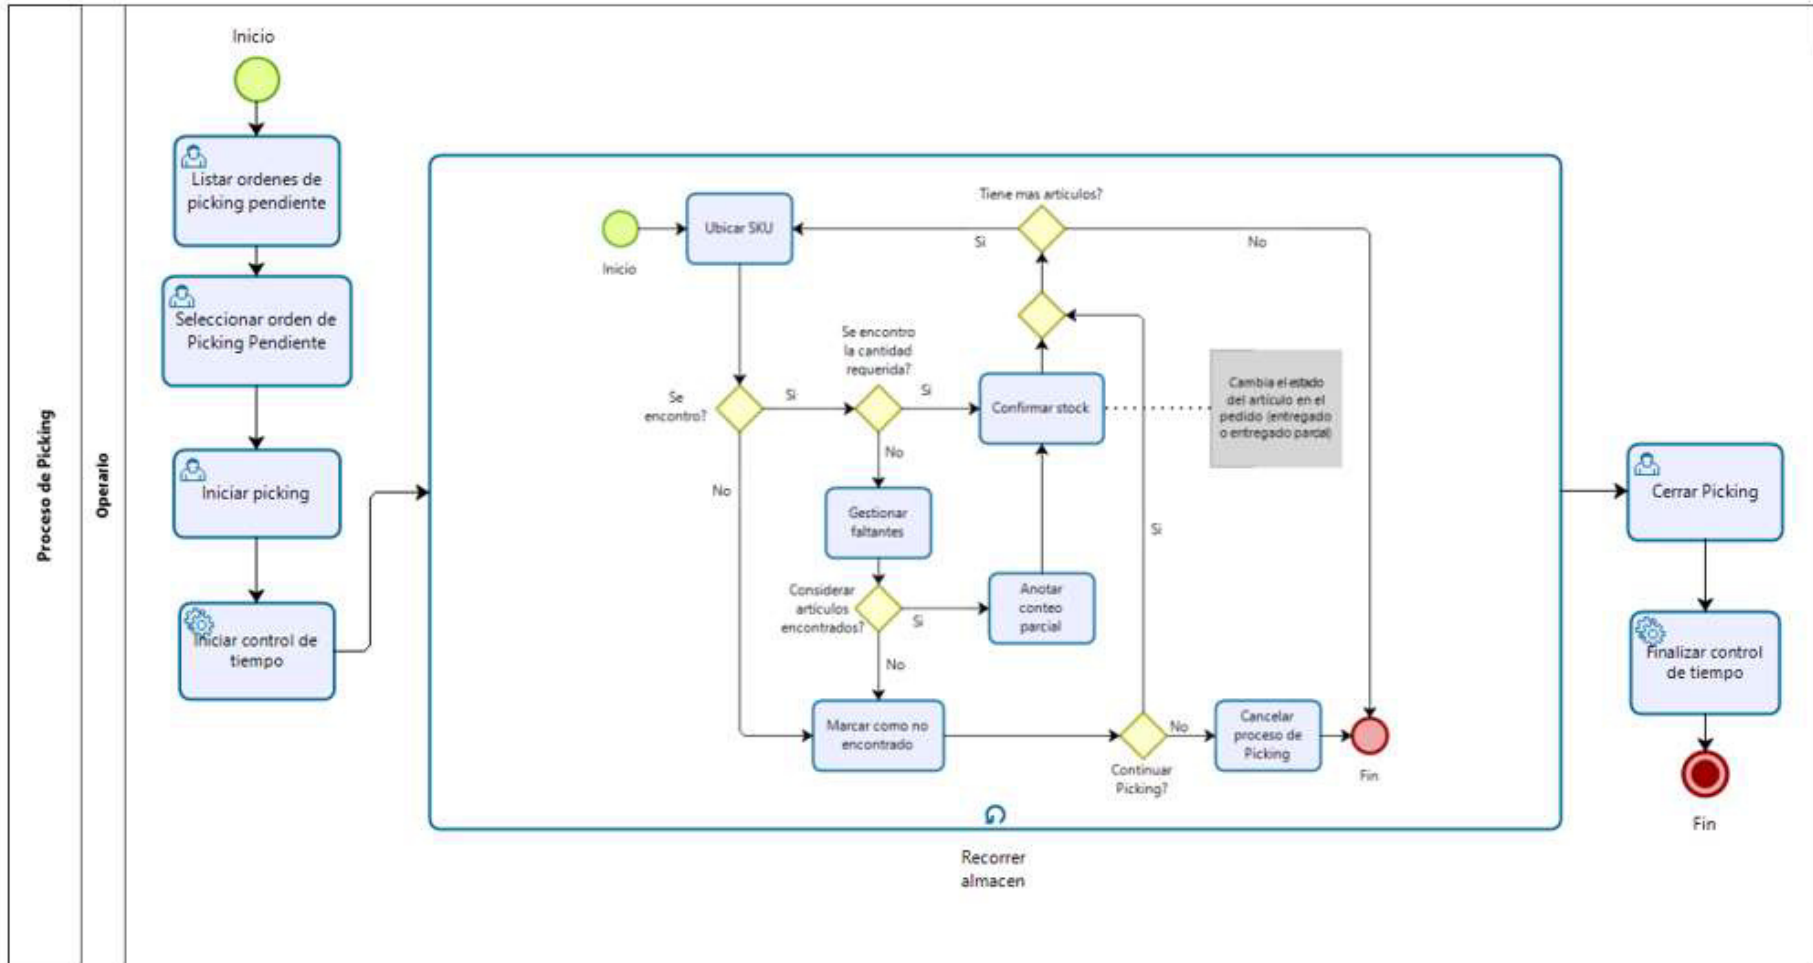 Proceso de Picking
Operario
Inicio
Listar ordenes de
picking pendiente
Seleccionar orden de
Picking Pendiente
Iniciar picking
Iniciar control de
tiempo
Inicio
Ubicar SKU
Tiene mas artículos?
Si
No
Se
encontro?
Si
No
Se encontro
la cantidad
requerida?
Si
No
Confirmar stock
Cambia el estado
del artículo en el
pedido (entregado
o entregado parcial)
Gestionar
faltantes
Considerar
artículos
encontrados?
Si
No
Anotar
conteo
parcial
Marcar como no
encontrado
Si
Continuar
Picking?
No
Cancelar
proceso de
Picking
Fin
Recorrer
almacen
Cerrar Picking
Finalizar control
de tiempo
Fin